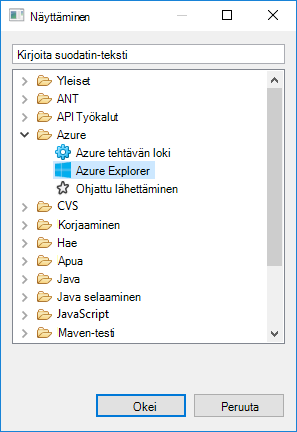 Näyttäminen
Kirjoita suodatin-teksti
Yleiset
ANT
API Työkalut
Azure
Azure tehtävän loki
Azure Explorer
Ohjattu lähettäminen
CVS
Korjaaminen
Hae
Apua
Java
Java selaaminen
JavaScript
Maven-testi
Okei
Peruuta